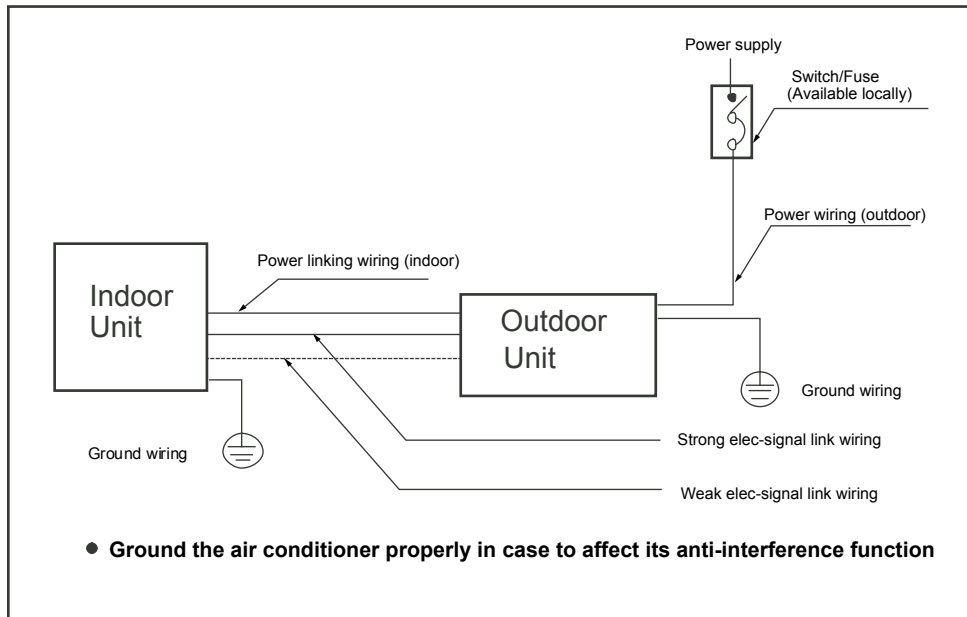 Power supply
Switch/Fuse
(Available locally)
Power wiring (outdoor)
Power linking wiring (indoor)
Indoor
Unit
Outdoor
Unit
Ground wiring
Ground wiring
Strong elec-signal link wiring
Weak elec-signal link wiring
● Ground the air conditioner properly in case to affect its anti-interference function